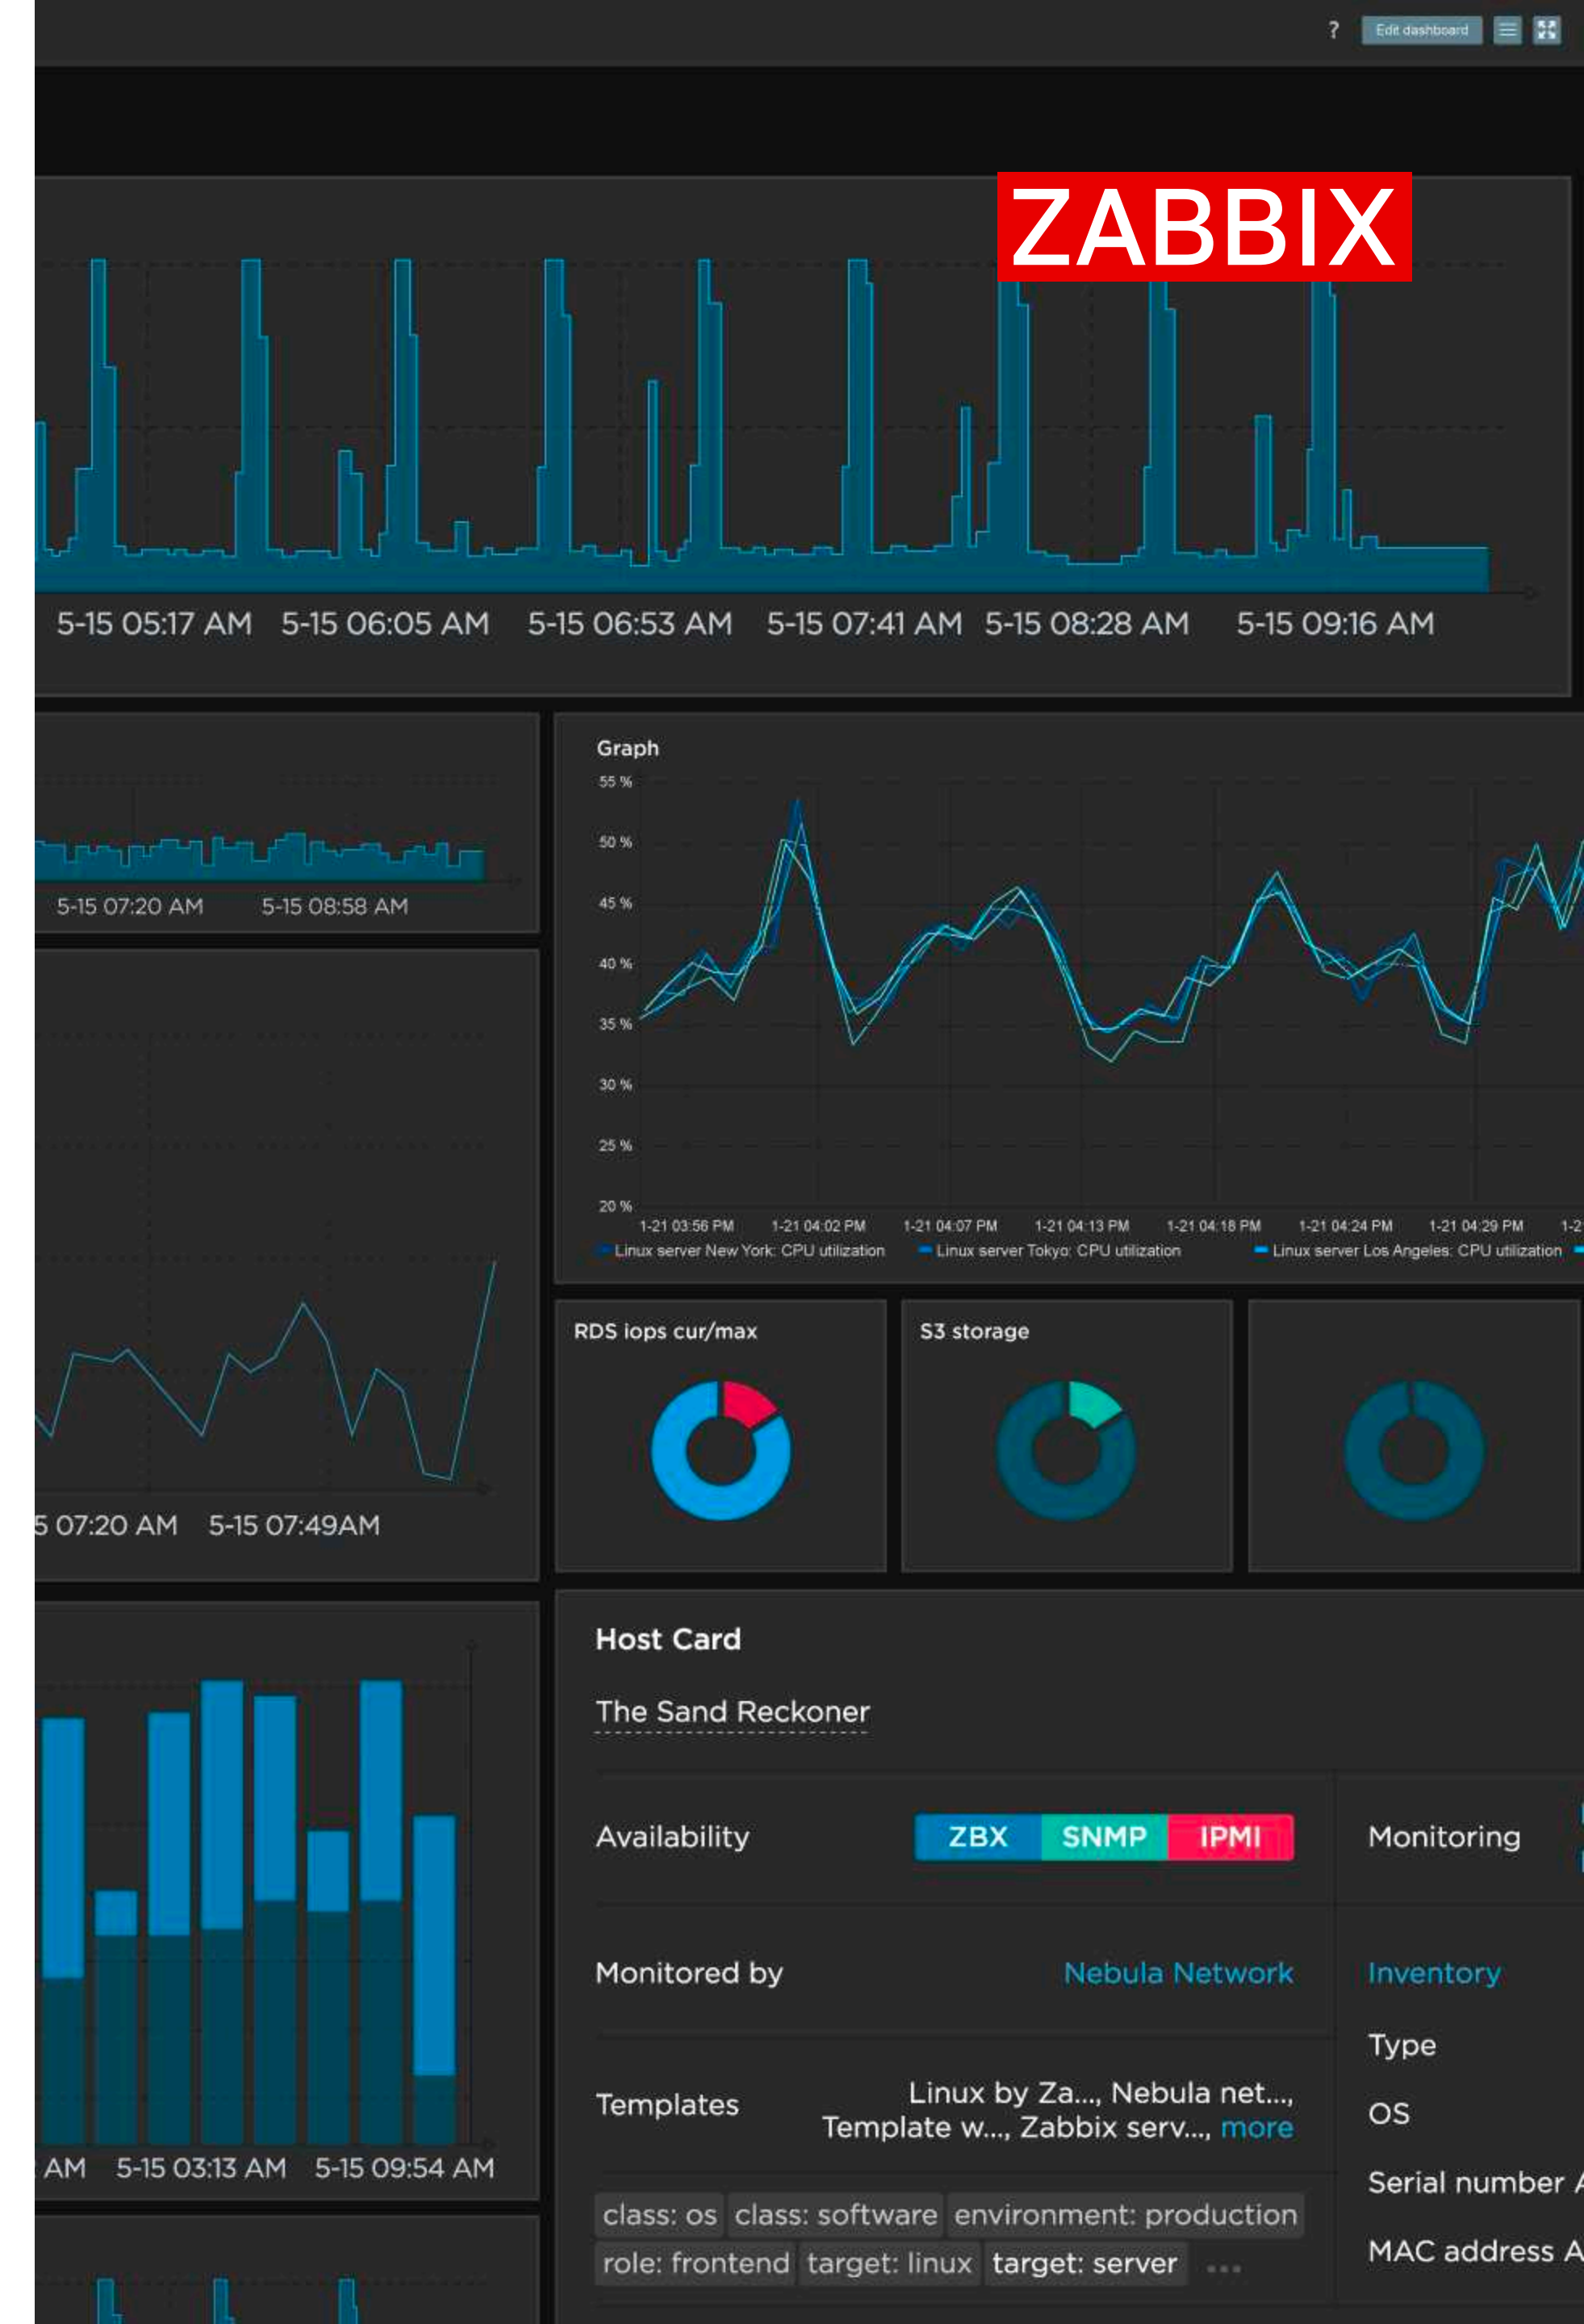 ? Edit dashboard
ZABBIX
5-15 05:17 AM 5-15 06:05 AM 5-15 06:53 AM 5-15 07:41 AM 5-15 08:28 AM 5-15 09:16 AM
5-15 07:20 AM 5-15 08:58 AM
Graph
55 %
50 %
45 %
40 %
35 %
30 %
25 %
20 %
1-21 03:56 PM 1-21 04:02 PM 1-21 04:07 PM 1-21 04:13 PM 1-21 04:18 PM 1-21 04:24 PM 1-21 04:29 PM 1-2
Linux server New York: CPU utilization Linux server Tokyo: CPU utilization Linux server Los Angeles: CPU utilization
5 07:20 AM 5-15 07:49AM
RDS iops cur/max
S3 storage
AM 5-15 03:13 AM 5-15 09:54 AM
Host Card
The Sand Reckoner
Availability ZBX SNMP IPMI Monitoring
Monitored by Nebula Network Inventory
Type
Templates Linux by Za..., Nebula net...,
Template w..., Zabbix serv..., more
OS
Serial number A
class: os class: software environment: production
role: frontend target: linux target: server ...
MAC address A